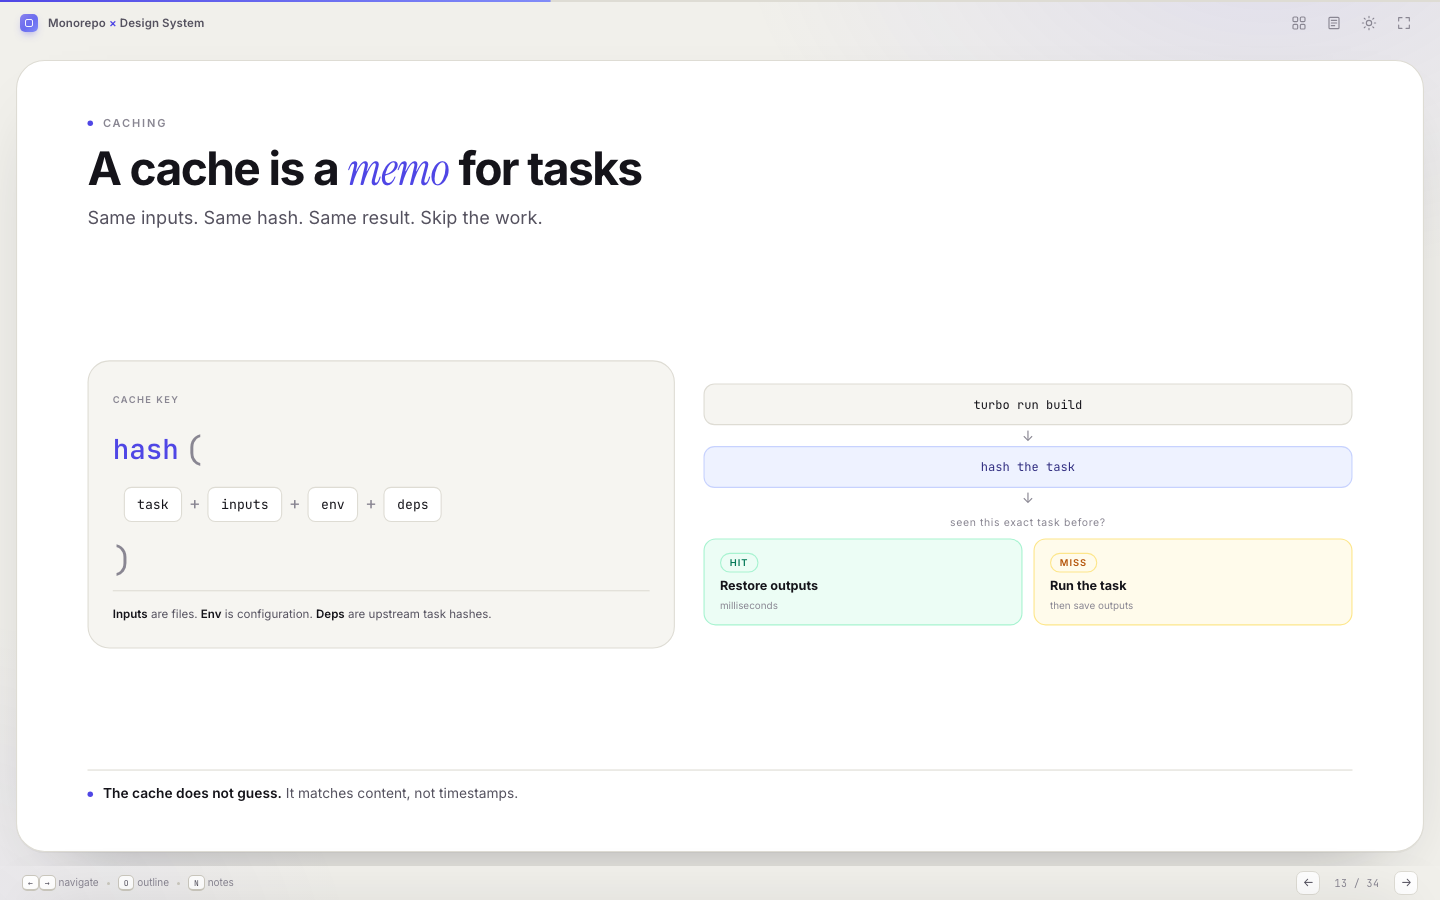 Monorepo × Design System
CACHING
A cache is a memo for tasks
Same inputs. Same hash. Same result. Skip the work.
CACHE KEY
hash (
task + inputs + env + deps
)
Inputs are files. Env is configuration. Deps are upstream task hashes.
turbo run build
↓
hash the task
↓
seen this exact task before?
HIT
Restore outputs
milliseconds
MISS
Run the task
then save outputs
The cache does not guess. It matches content, not timestamps.
← → navigate • O outline • N notes
← 13 / 34 →